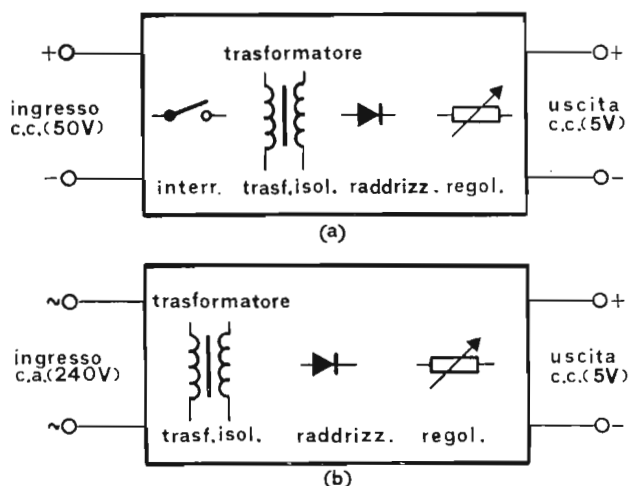 trasformatore
+ +
ingresso
c.c.(50V)
uscita
c.c.(5V)
- -
interr. trasf.isol. raddrizz. regol.
(a)
trasformatore
~ +
ingresso
c.a.(240V)
uscita
c.c.(5V)
~ -
trasf.isol. raddrizz. regol.
(b)